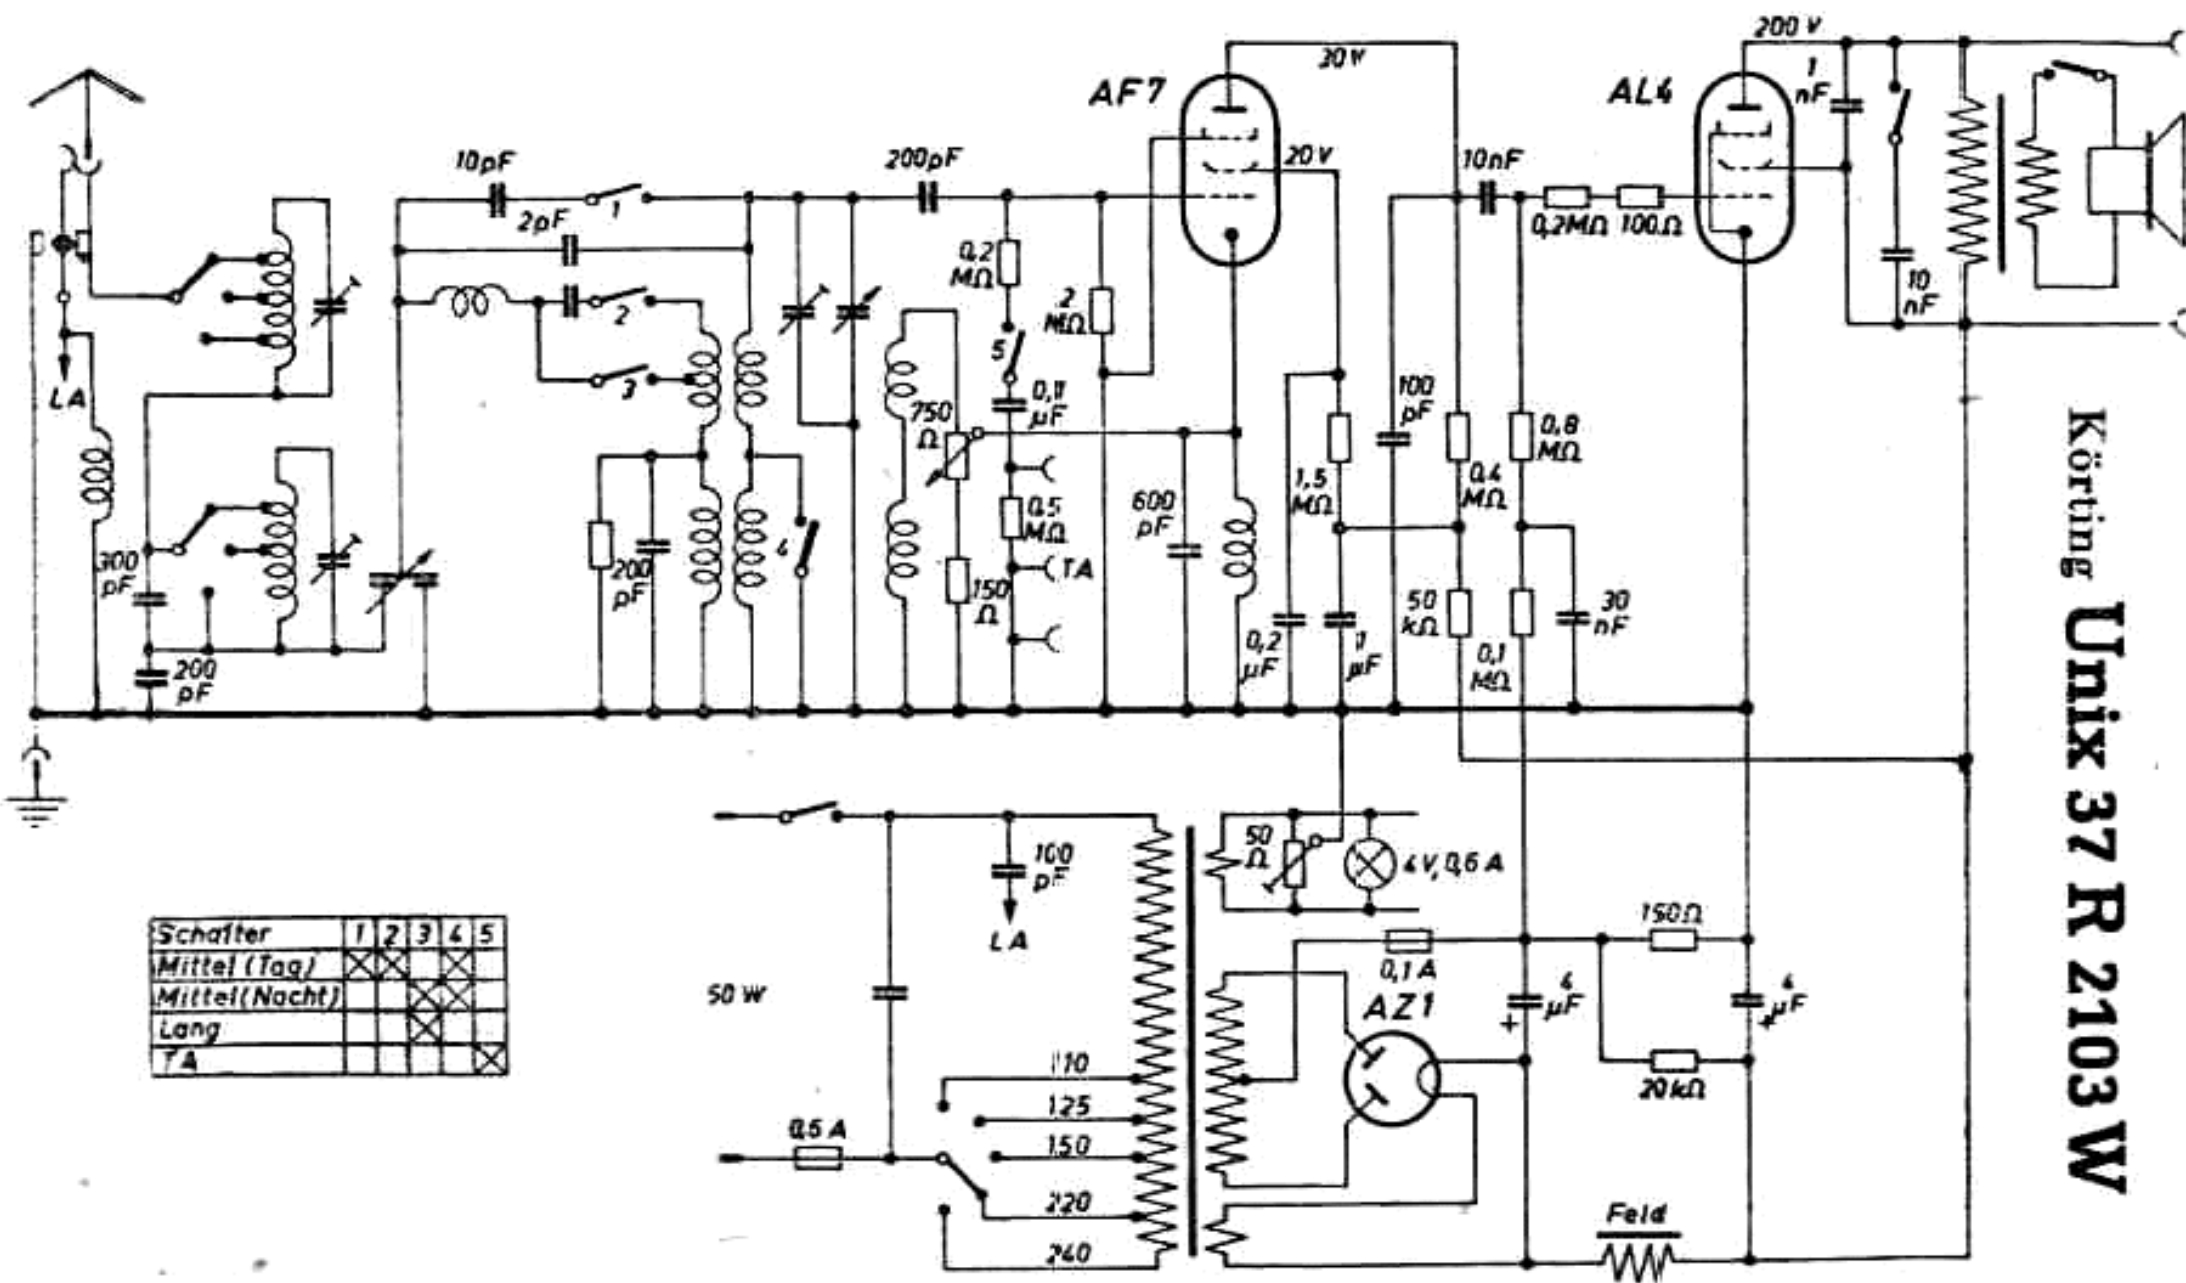 200 V
30 V
AF7
AL4
1 nF
10pF
200pF
20V
10nF
1
2pF
0,2MΩ
100Ω
0,2 MΩ
2
2 MΩ
10 nF
5
3
LA
0,1 µF
100 pF
750 Ω
0,8 MΩ
1,5 MΩ
0,4 MΩ
600 pF
0,5 MΩ
4
300 pF
200 pF
TA
150 Ω
50 kΩ
30 nF
0,2 µF
1 µF
0,1 MΩ
200 pF
Körting Unix 37 R 2103 W
50 Ω
100 pF
4V, 0,6 A
LA
150Ω
Schalter 1 2 3 4 5
Mittel (Tag)
Mittel (Nacht)
Lang
TA
0,1 A
50 W
4 µF
+
4 µF
+
AZ1
110
20kΩ
125
0,6 A
150
220
Feld
240